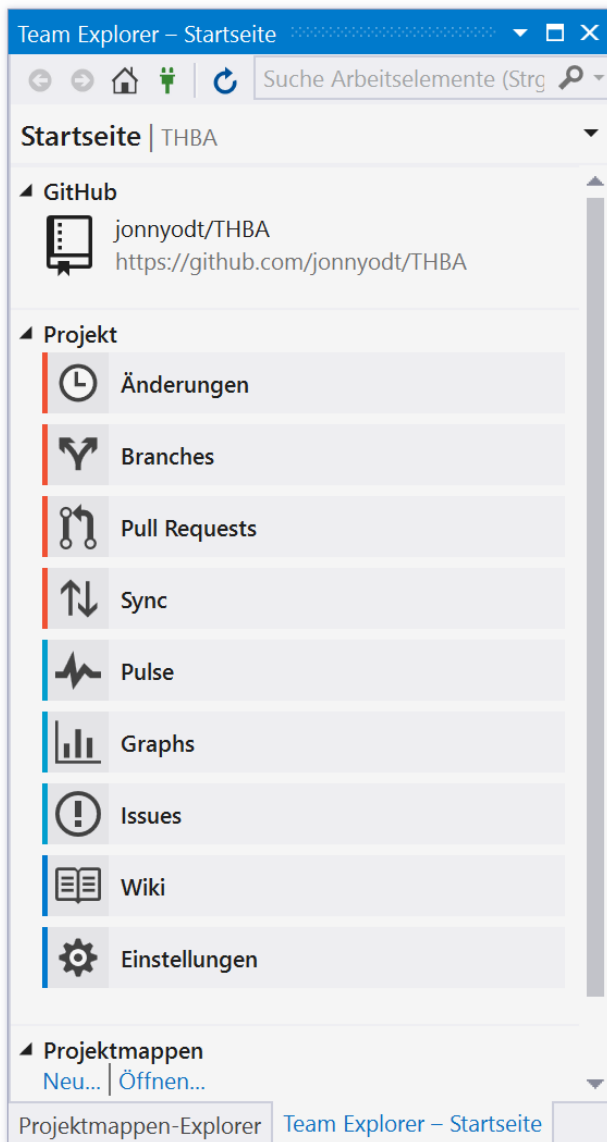 Team Explorer – Startseite
Suche Arbeitselemente (Strg
Startseite | THBA
GitHub
jonnyodt/THBA
https://github.com/jonnyodt/THBA
Projekt
Änderungen
Branches
Pull Requests
Sync
Pulse
Graphs
Issues
Wiki
Einstellungen
Projektmappen
Neu... | Öffnen...
Projektmappen-Explorer Team Explorer – Startseite